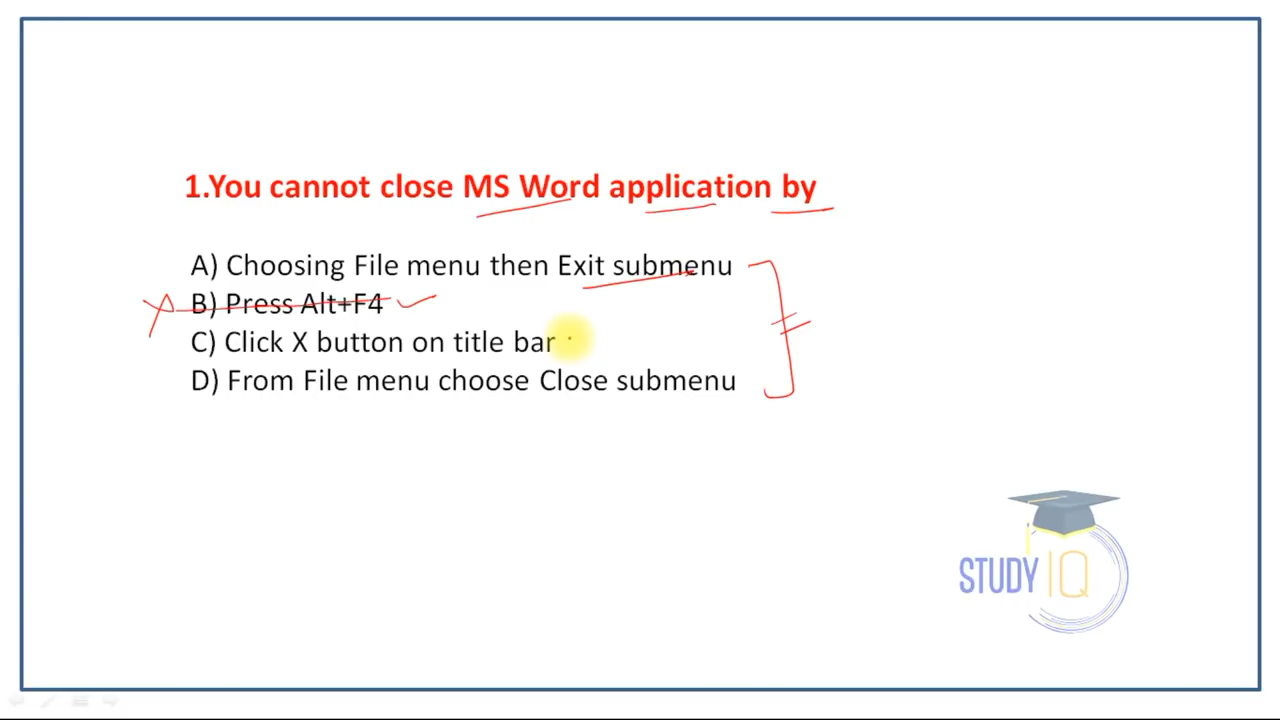 1.You cannot close MS Word application by
A) Choosing File menu then Exit submenu
B) Press Alt+F4
C) Click X button on title bar
D) From File menu choose Close submenu
STUDY IQ